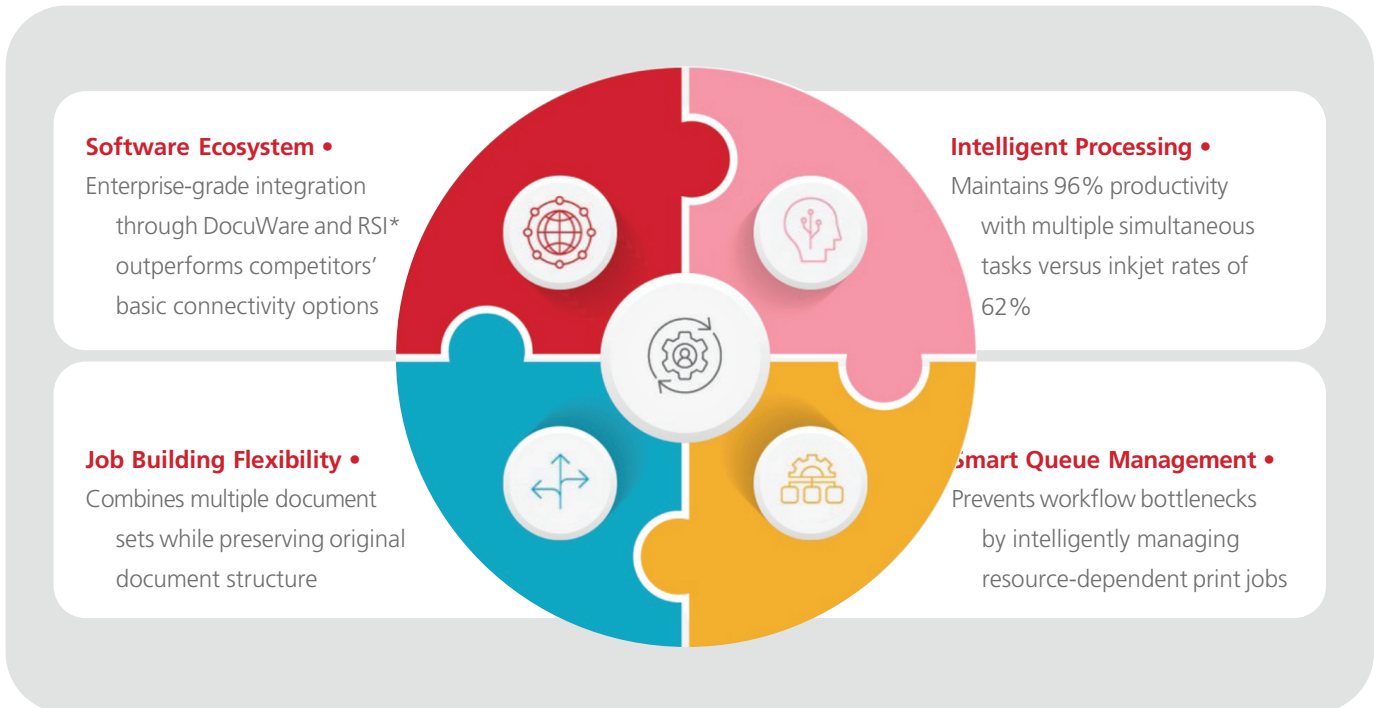 Software Ecosystem •
Enterprise-grade integration
through DocuWare and RSI*
outperforms competitors’
basic connectivity options
Intelligent Processing •
Maintains 96% productivity
with multiple simultaneous
tasks versus inkjet rates of
62%
Job Building Flexibility •
Combines multiple document
sets while preserving original
document structure
Smart Queue Management •
Prevents workflow bottlenecks
by intelligently managing
resource-dependent print jobs